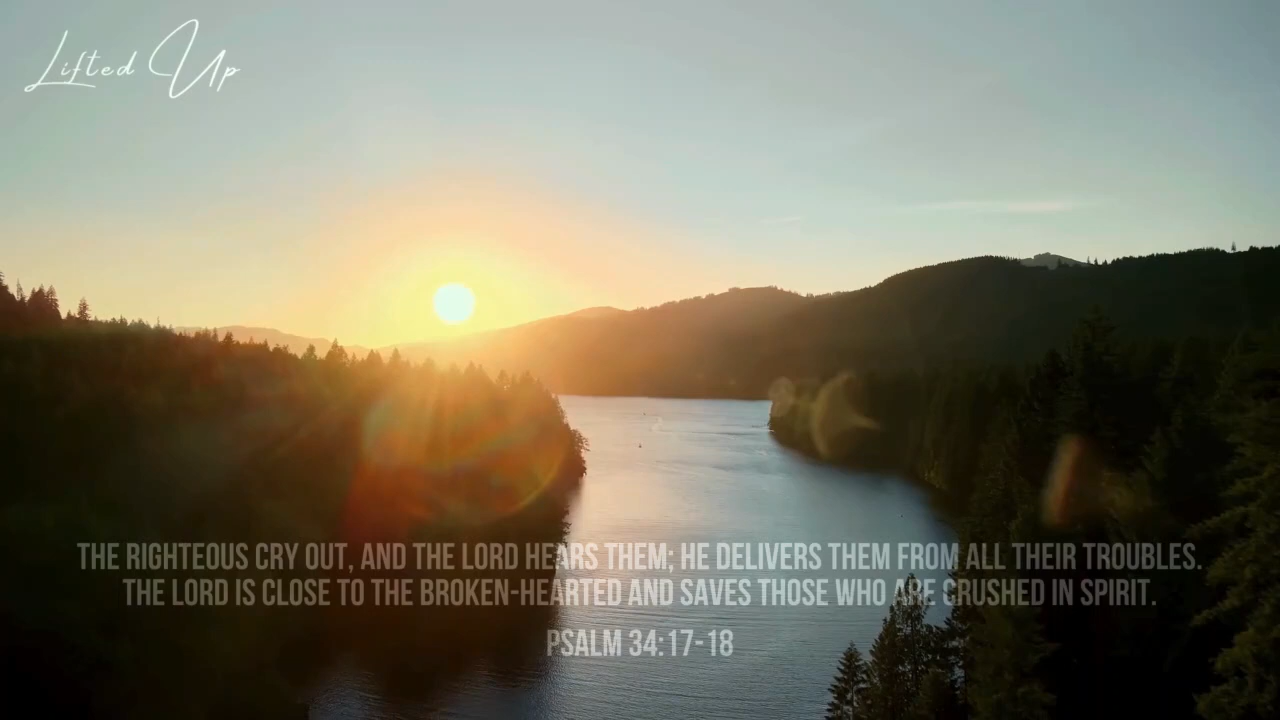 Lifted Up
THE RIGHTEOUS CRY OUT, AND THE LORD HEARS THEM; HE DELIVERS THEM FROM ALL THEIR TROUBLES.
THE LORD IS CLOSE TO THE BROKEN-HEARTED AND SAVES THOSE WHO ARE CRUSHED IN SPIRIT.
PSALM 34:17-18